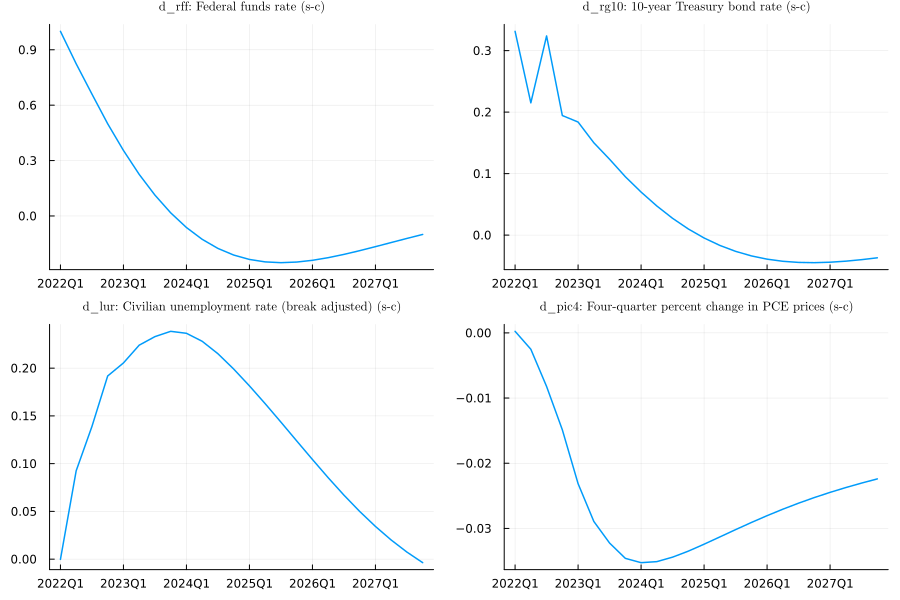 d_rff: Federal funds rate (s-c)
0.9
0.6
0.3
0.0
2022Q1 2023Q1 2024Q1 2025Q1 2026Q1 2027Q1
d_rg10: 10-year Treasury bond rate (s-c)
0.3
0.2
0.1
0.0
2022Q1 2023Q1 2024Q1 2025Q1 2026Q1 2027Q1
d_lur: Civilian unemployment rate (break adjusted) (s-c)
0.20
0.15
0.10
0.05
0.00
2022Q1 2023Q1 2024Q1 2025Q1 2026Q1 2027Q1
d_pic4: Four-quarter percent change in PCE prices (s-c)
0.00
−0.01
−0.02
−0.03
2022Q1 2023Q1 2024Q1 2025Q1 2026Q1 2027Q1